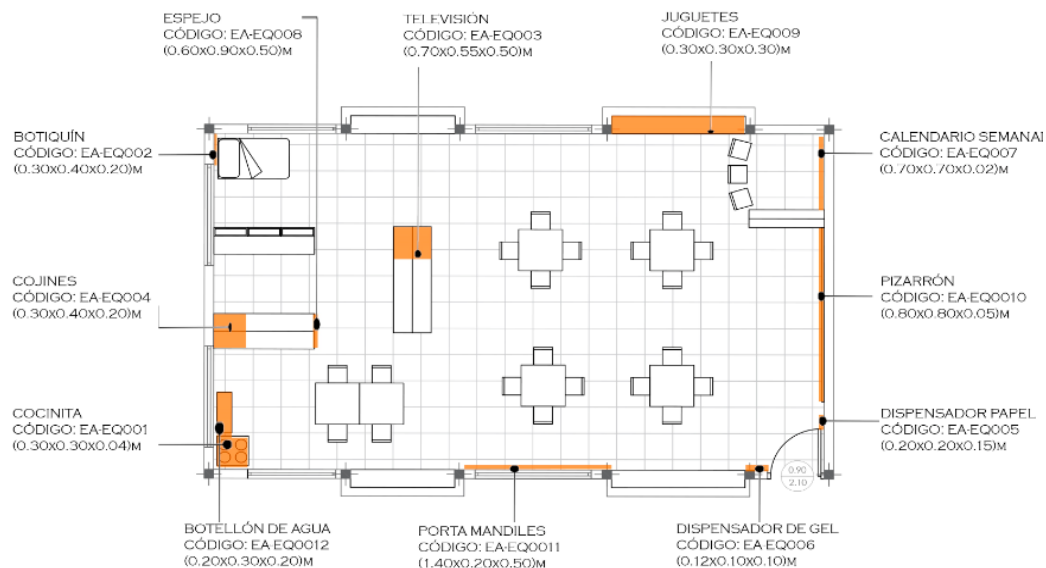 ESPEJO
CÓDIGO: EA-EQ008
(0.60x0.90x0.50)M
TELEVISIÓN
CÓDIGO: EA-EQ003
(0.70x0.55x0.50)M
JUGUETES
CÓDIGO: EA-EQ009
(0.30x0.30x0.30)M
BOTIQUÍN
CÓDIGO: EA-EQ002
(0.30x0.40x0.20)M
CALENDARIO SEMANAL
CÓDIGO: EA-EQ007
(0.70x0.70x0.02)M
COJINES
CÓDIGO: EA-EQ004
(0.30x0.40x0.20)M
PIZARRÓN
CÓDIGO: EA-EQ0010
(0.80x0.80x0.05)M
COCINITA
CÓDIGO: EA-EQ001
(0.30x0.30x0.04)M
DISPENSADOR PAPEL
CÓDIGO: EA-EQ005
(0.20x0.20x0.15)M
0.90
2.10
BOTELLÓN DE AGUA
CÓDIGO: EA-EQ0012
(0.20x0.30x0.20)M
PORTA MANDILES
CÓDIGO: EA-EQ0011
(1.40x0.20x0.50)M
DISPENSADOR DE GEL
CÓDIGO: EA-EQ006
(0.12x0.10x0.10)M